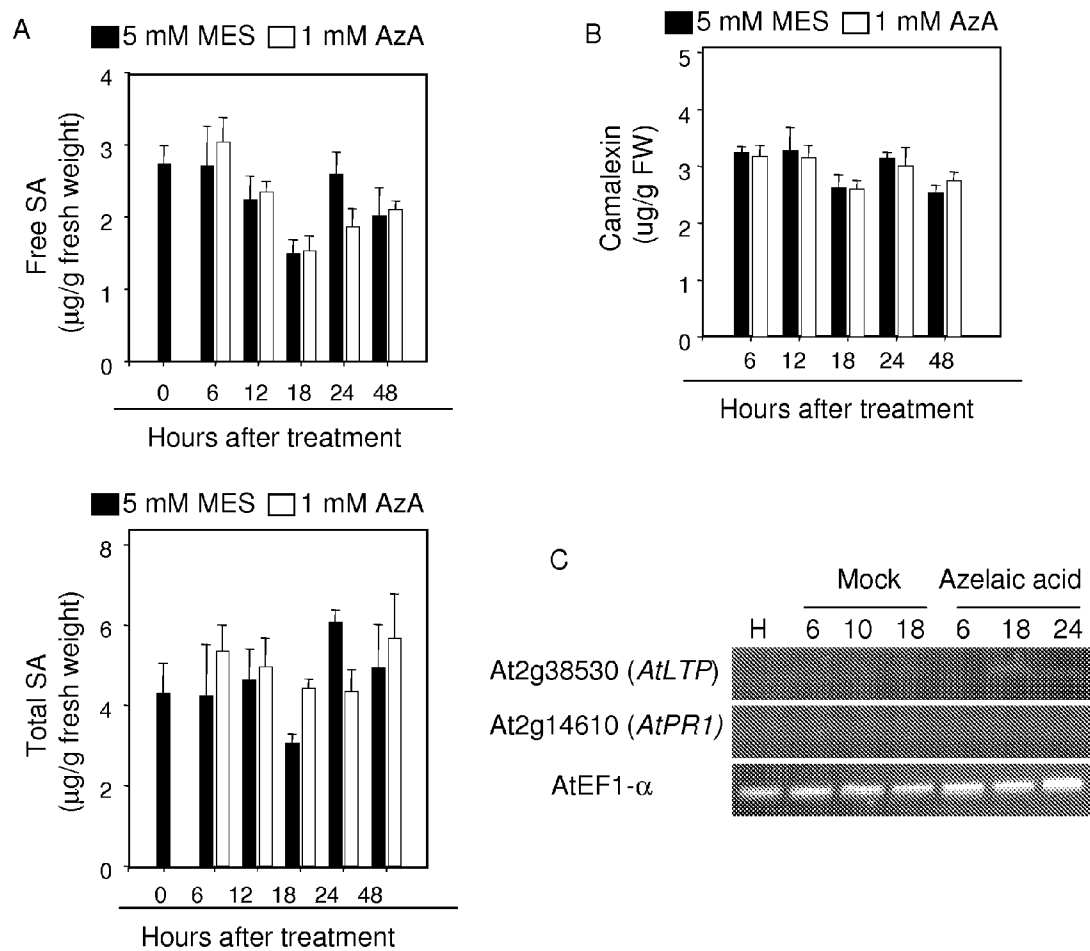 A
5 mM MES 1 mM AzA
4
3
2
1
0
Free SA
(µg/g fresh weight)
0 6 12 18 24 48
Hours after treatment
B
5 mM MES 1 mM AzA
5
4
3
2
1
0
Camalexin
(ug/g FW)
6 12 18 24 48
Hours after treatment
5 mM MES 1 mM AzA
8
6
4
2
0
Total SA
(µg/g fresh weight)
0 6 12 18 24 48
Hours after treatment
C
Mock Azelaic acid
H 6 10 18 6 18 24
At2g38530 (AtLTP)
At2g14610 (AtPR1)
AtEF1-α